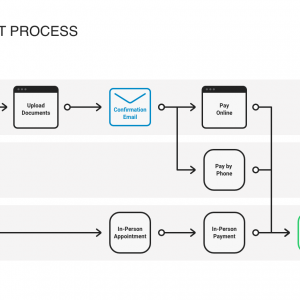 T PROCESS
Upload
Documents
Confirmation
Email
Pay
Online
Pay by
Phone
In-Person
Appointment
In-Person
Payment